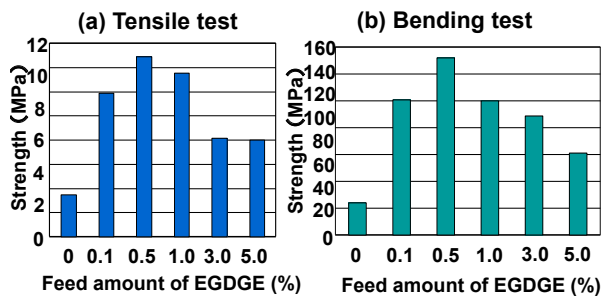 (a) Tensile test
Strength (MPa)
12
10
8
6
4
2
0
0 0.1 0.5 1.0 3.0 5.0
Feed amount of EGDGE (%)
(b) Bending test
Strength (MPa)
160
140
120
100
80
60
40
20
0
0 0.1 0.5 1.0 3.0 5.0
Feed amount of EGDGE (%)